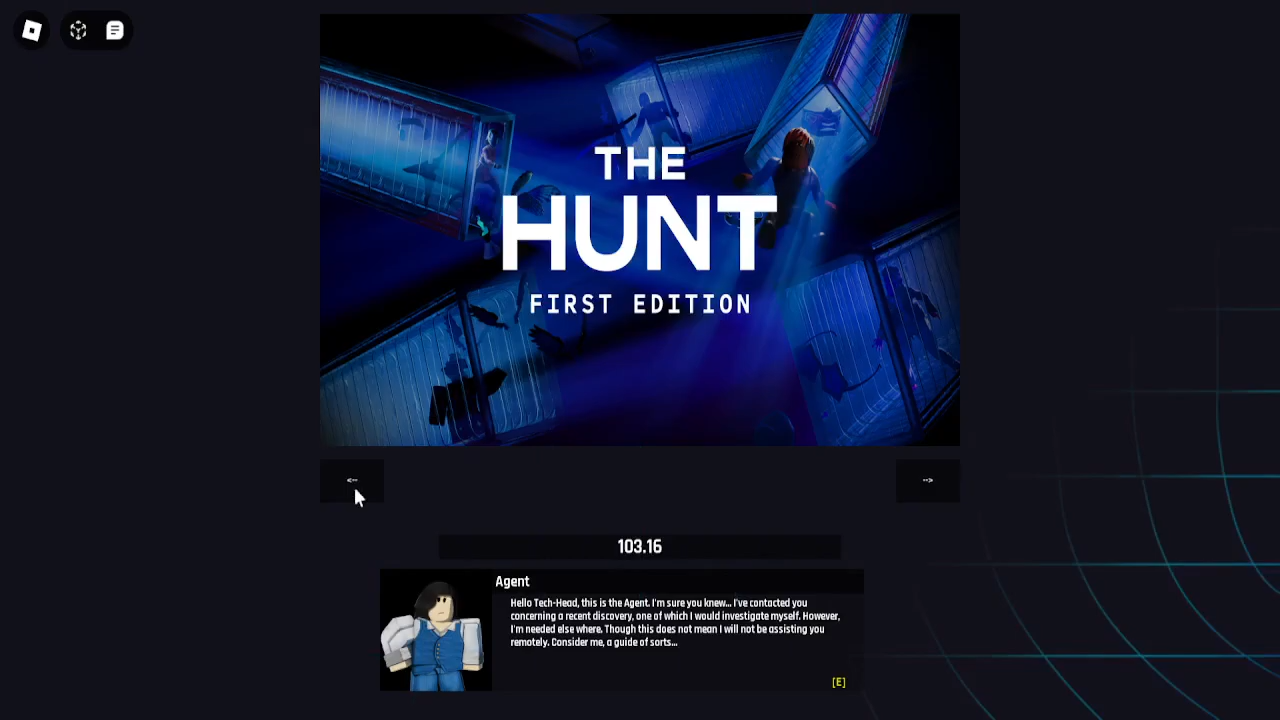 THE
HUNT
FIRST EDITION
<--
-->
103.16
Agent
Hello Tech-Head, this is the Agent. I'm sure you knew... I've contacted you
concerning a recent discovery, one of which I would investigate myself. However,
I'm needed else where. Though this does not mean I will not be assisting you
remotely. Consider me, a guide of sorts...
[E]